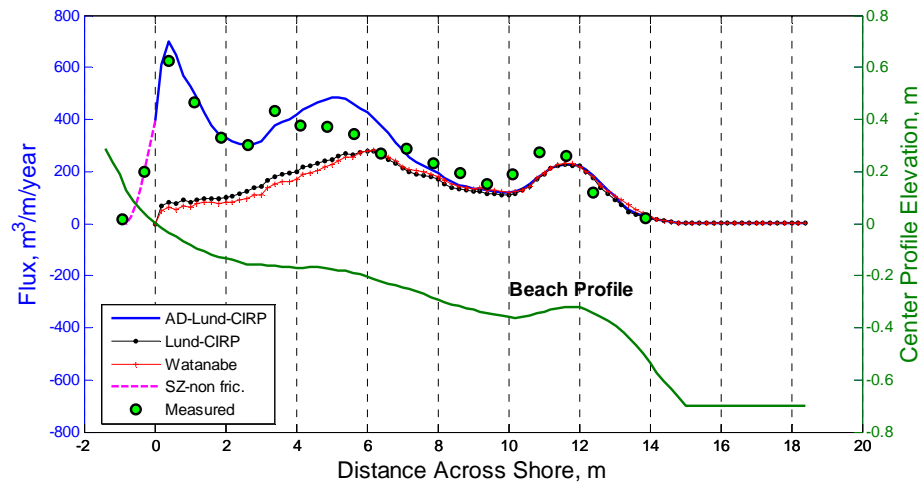 800
600
400
200
0
-200
-400
-600
-800
Flux, m³/m/year
0.8
0.6
0.4
0.2
0
-0.2
-0.4
-0.6
-0.8
Center Profile Elevation, m
Beach Profile
AD-Lund-CIRP
Lund-CIRP
Watanabe
SZ-non fric.
Measured
-2 0 2 4 6 8 10 12 14 16 18 20
Distance Across Shore, m